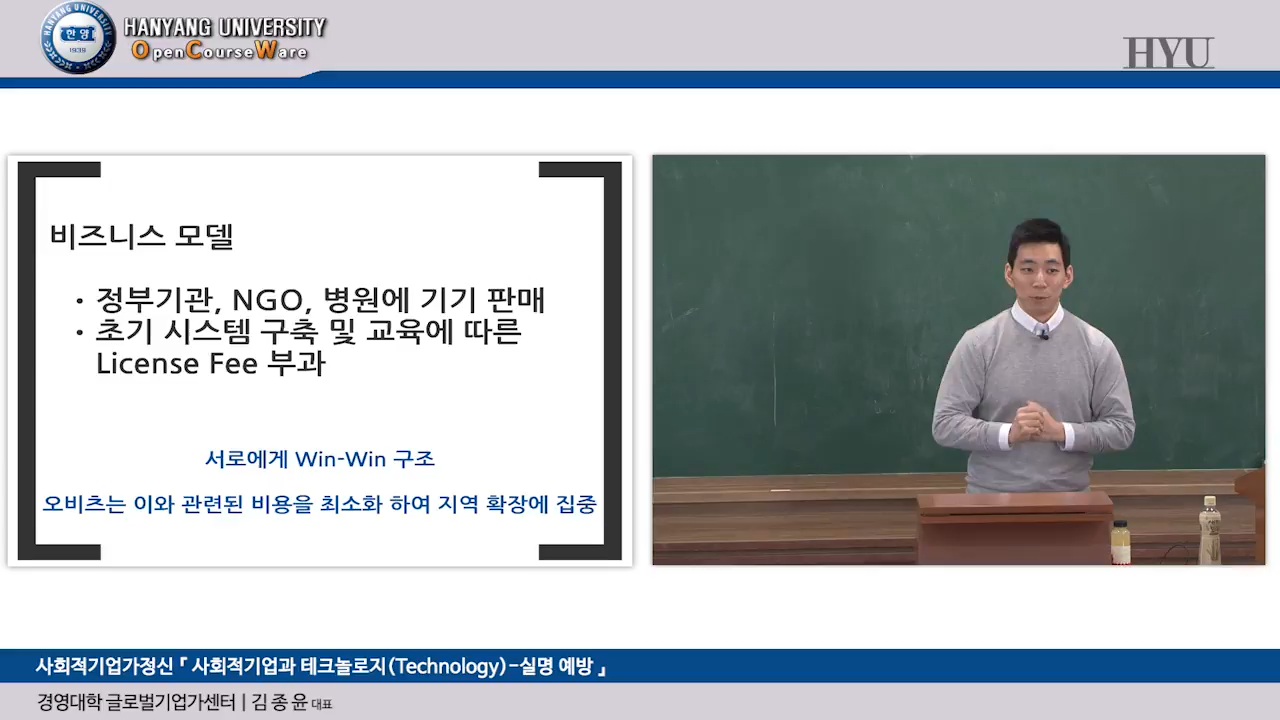 HANYANG UNIVERSITY
한양
1939
HANYANG UNIVERSITY
OpenCourseWare
HYU
비즈니스 모델
• 정부기관, NGO, 병원에 기기 판매
• 초기 시스템 구축 및 교육에 따른
License Fee 부과
서로에게 Win-Win 구조
오비츠는 이와 관련된 비용을 최소화 하여 지역 확장에 집중
사회적기업가정신 『 사회적기업과 테크놀로지(Technology)-실명 예방 』
경영대학 글로벌기업가센터 | 김 종 윤 대표